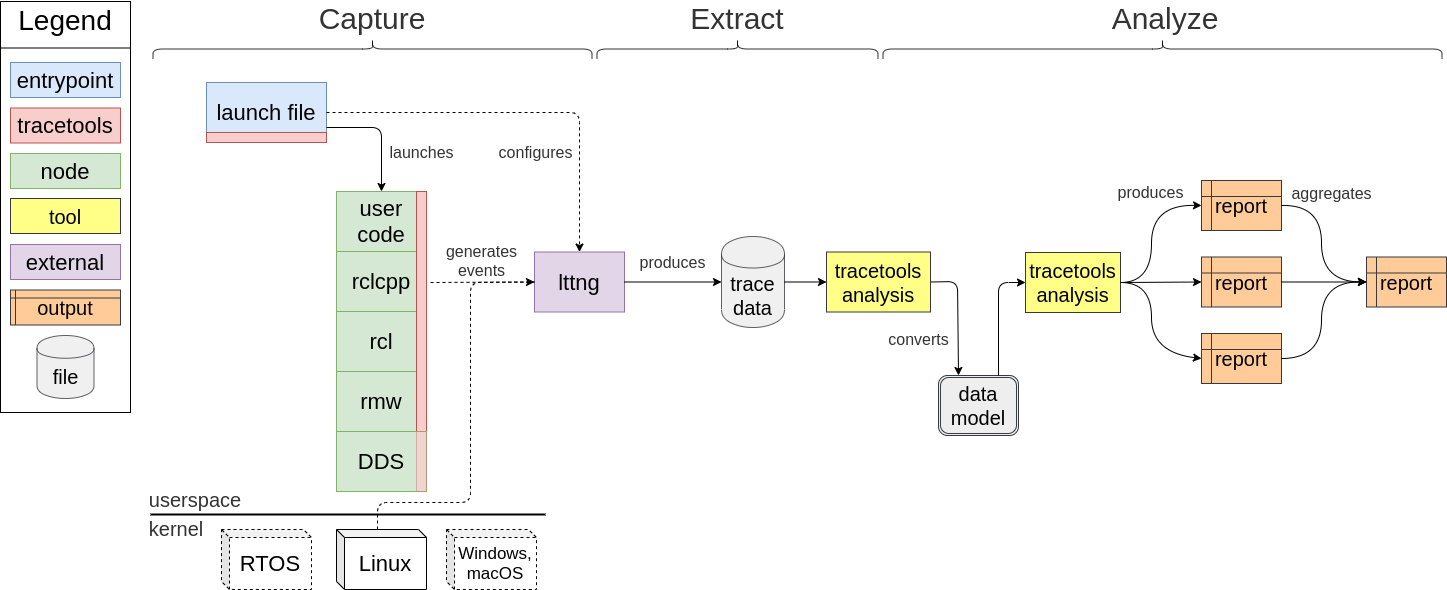 Legend
entrypoint
tracetools
node
tool
external
output
file
Capture
Extract
Analyze
launch file
launches
configures
user
code
rclcpp
rcl
rmw
DDS
generates
events
lttng
produces
trace
data
tracetools
analysis
converts
data
model
tracetools
analysis
produces
report
report
report
aggregates
report
userspace
kernel
RTOS
Linux
Windows,
macOS